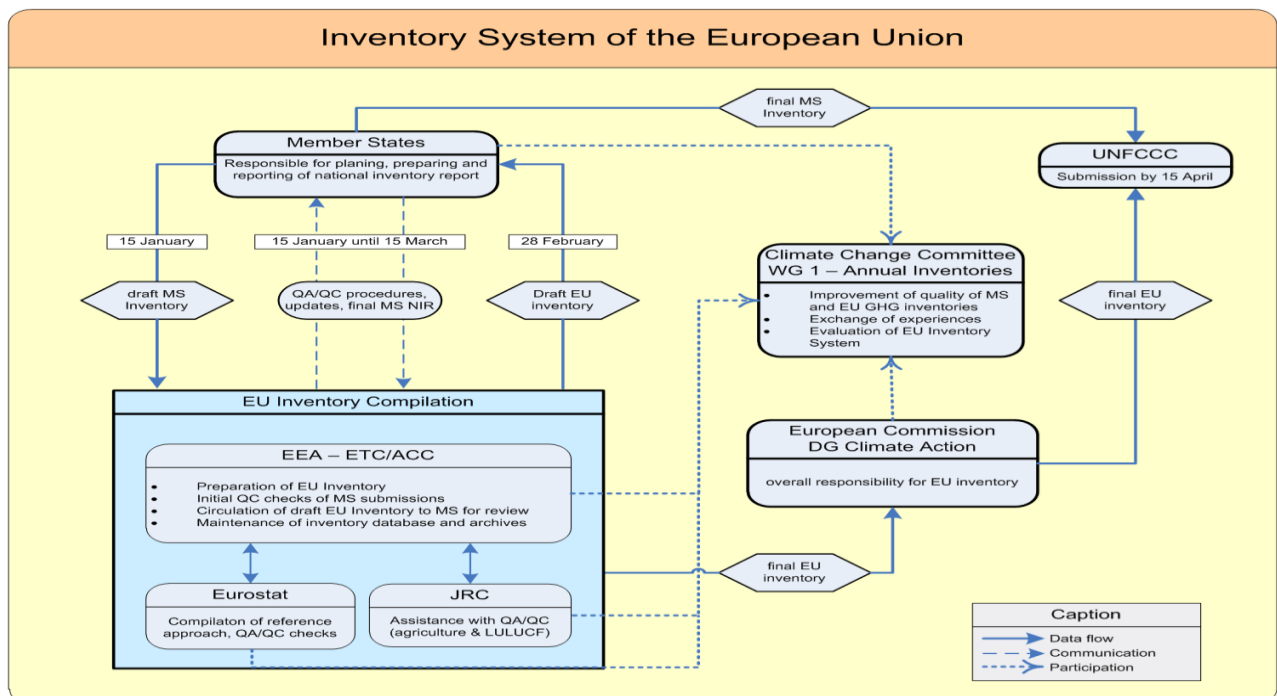 Inventory System of the European Union
final MS
Inventory
Member States
Responsible for planing, preparing and
reporting of national inventory report
UNFCCC
Submission by 15 April
15 January
15 January until 15 March
28 February
draft MS
Inventory
QA/QC procedures,
updates, final MS NIR
Draft EU
inventory
Climate Change Committee
WG 1 – Annual Inventories
• Improvement of quality of MS
and EU GHG inventories
• Exchange of experiences
• Evaluation of EU Inventory
System
final EU
inventory
EU Inventory Compilation
EEA – ETC/ACC
• Preparation of EU Inventory
• Initial QC checks of MS submissions
• Circulation of draft EU Inventory to MS for review
• Maintenance of inventory database and archives
European Commission
DG Climate Action
overall responsibility for EU inventory
final EU
inventory
Eurostat
Compilaton of reference
approach, QA/QC checks
JRC
Assistance with QA/QC
(agriculture & LULUCF)
Caption
Data flow
Communication
Participation